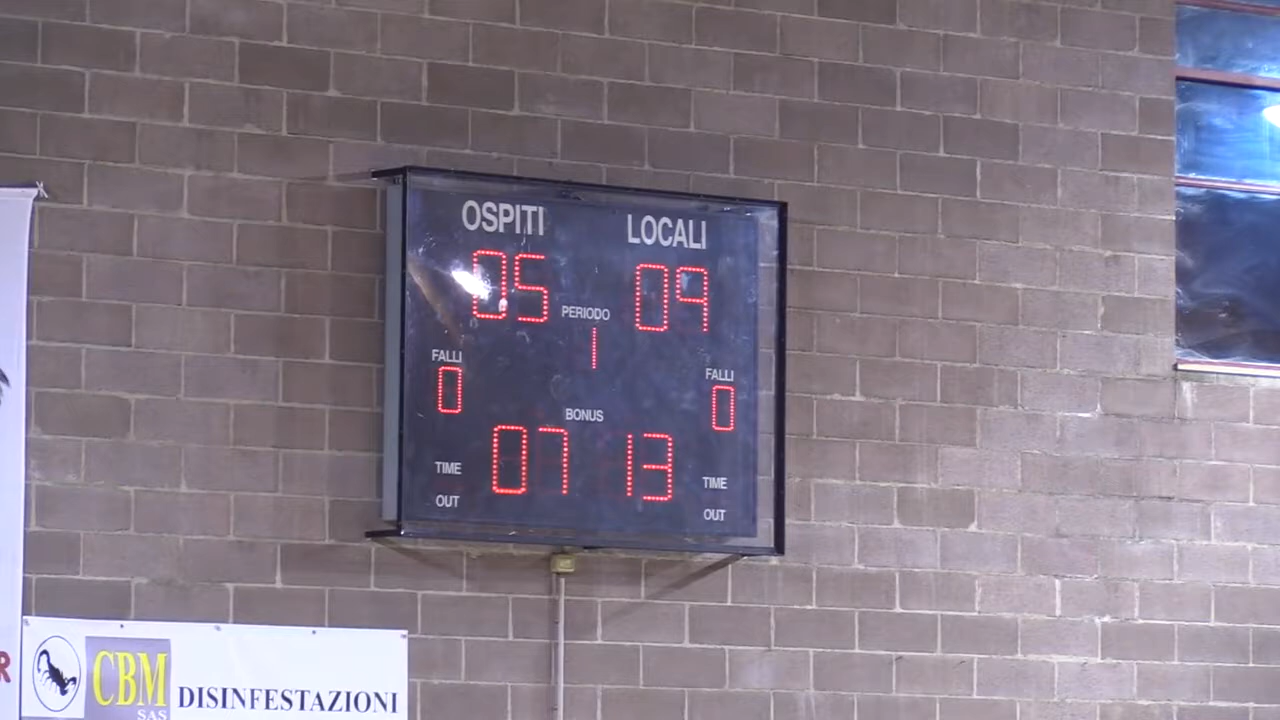 OSPITI LOCALI
05 09
PERIODO
1
FALLI FALLI
0 0
BONUS
07 13
TIME TIME
OUT OUT
R
CBM DISINFESTAZIONI
SAS